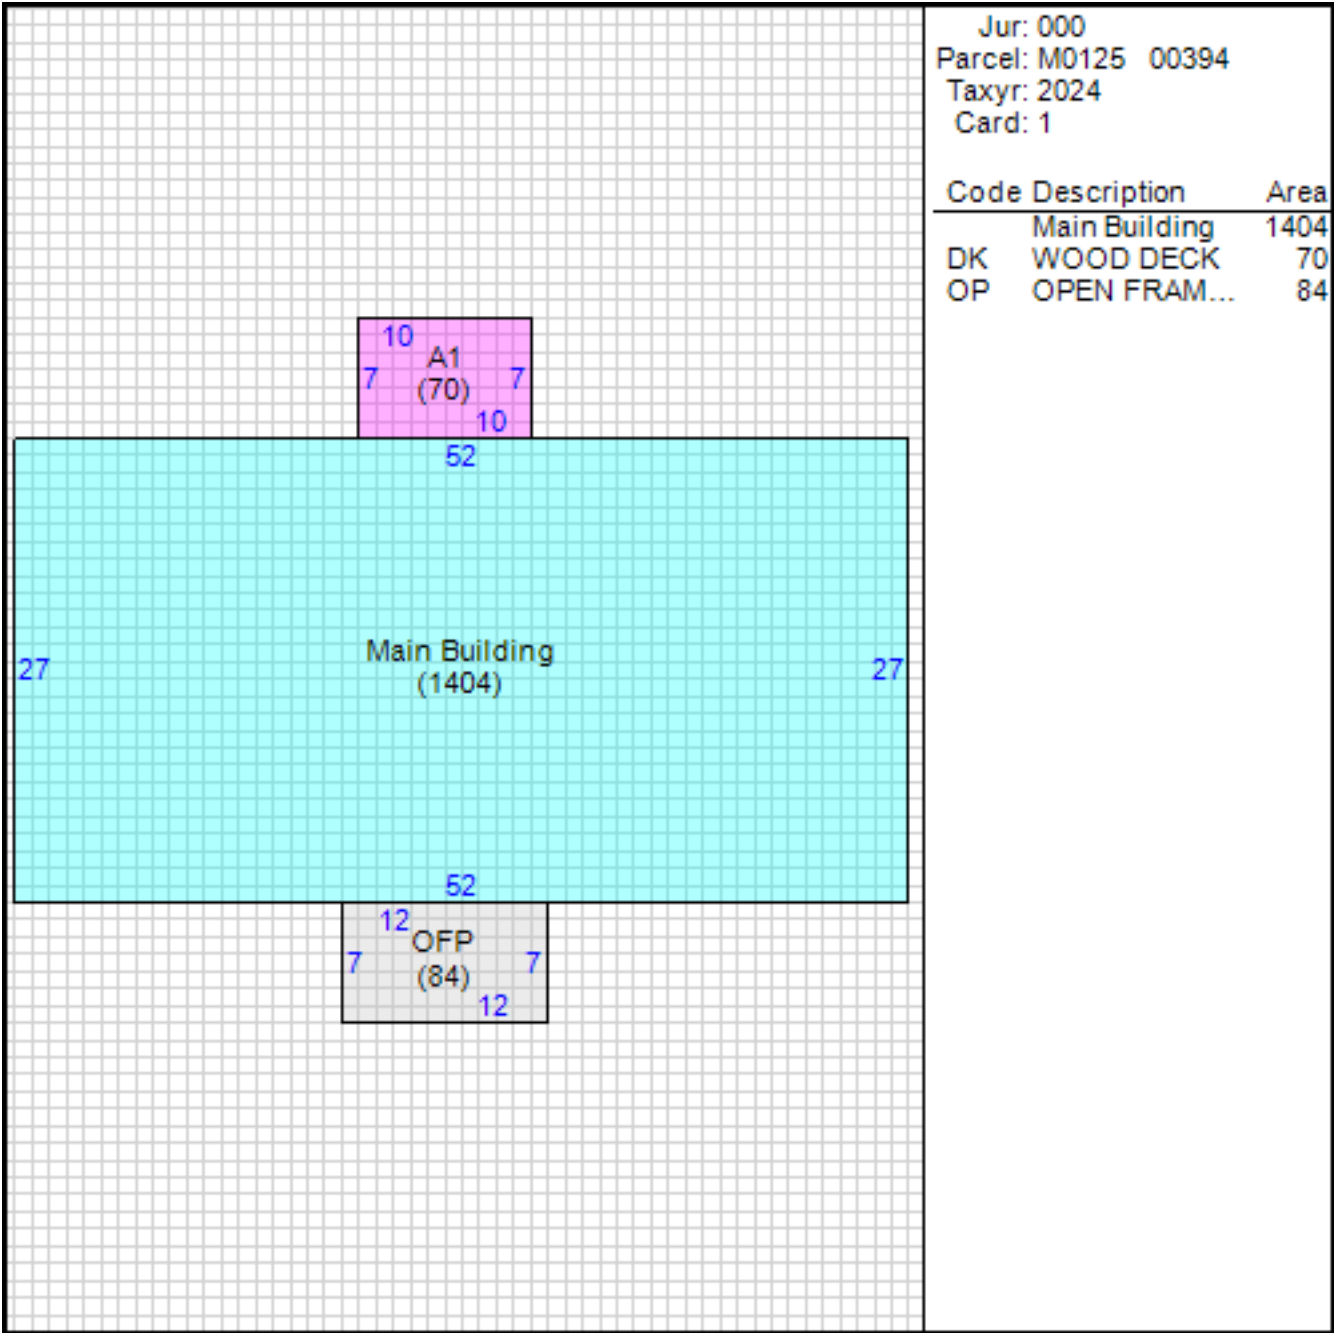 Jur: 000
Parcel: M0125 00394
Taxyr: 2024
Card: 1
Code Description Area
Main Building 1404
DK WOOD DECK 70
OP OPEN FRAM... 84
10
A1
7 7
(70)
10
52
Main Building
27 27
(1404)
52
12
OFP
7 7
(84)
12